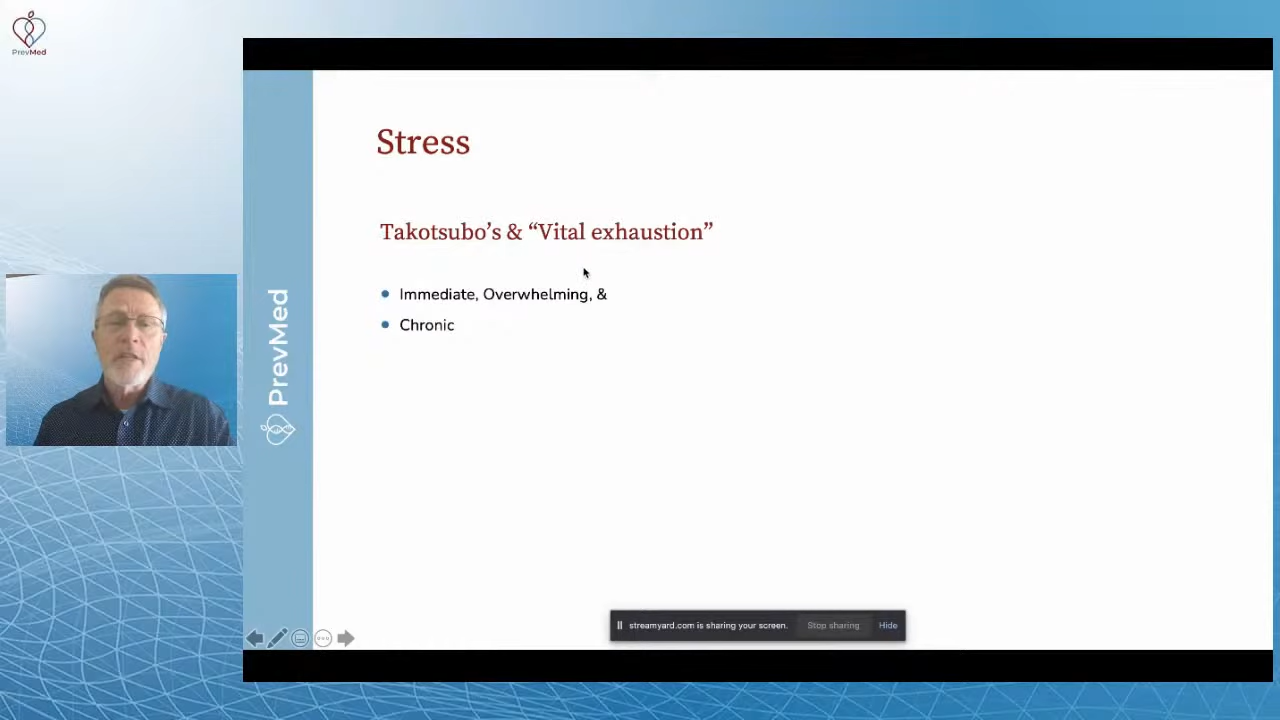 PrevMed
Stress
Takotsubo's & “Vital exhaustion”
Immediate, Overwhelming, &
Chronic
PrevMed
streamyard.com is sharing your screen. Stop sharing Hide